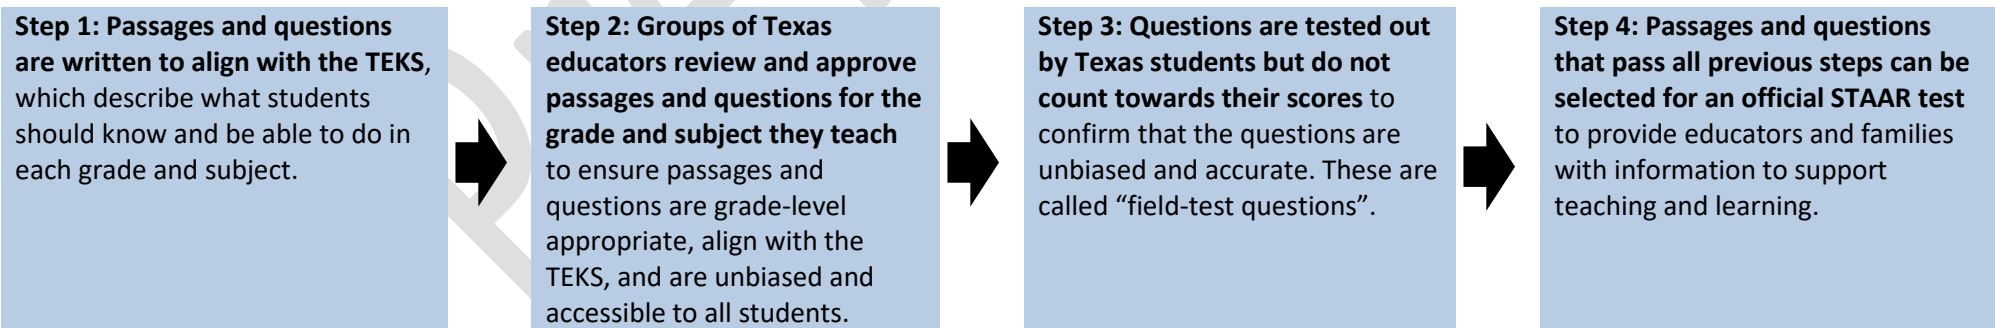 Step 1: Passages and questions
are written to align with the TEKS,
which describe what students
should know and be able to do in
each grade and subject.
Step 2: Groups of Texas
educators review and approve
passages and questions for the
grade and subject they teach
to ensure passages and
questions are grade-level
appropriate, align with the
TEKS, and are unbiased and
accessible to all students.
Step 3: Questions are tested out
by Texas students but do not
count towards their scores to
confirm that the questions are
unbiased and accurate. These are
called “field-test questions”.
Step 4: Passages and questions
that pass all previous steps can be
selected for an official STAAR test
to provide educators and families
with information to support
teaching and learning.